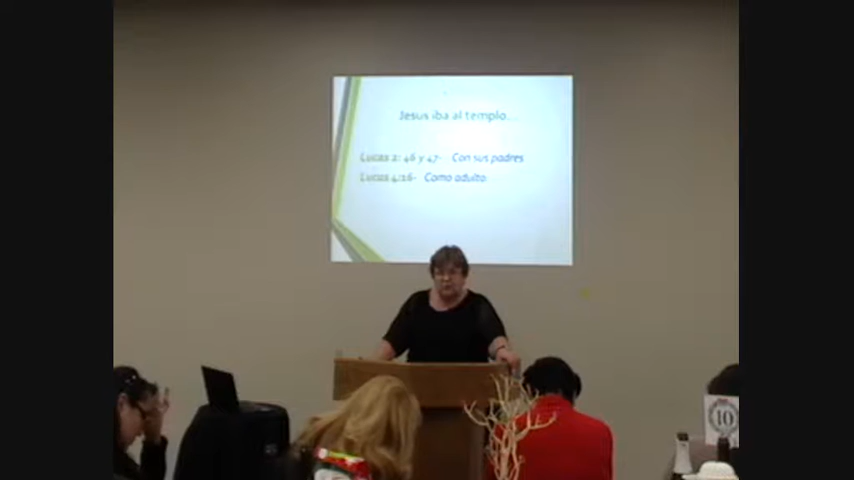 Jesus iba al templo...
Lucas 2: 46 y 47- Con sus padres
Lucas 4:16- Como adulto
10